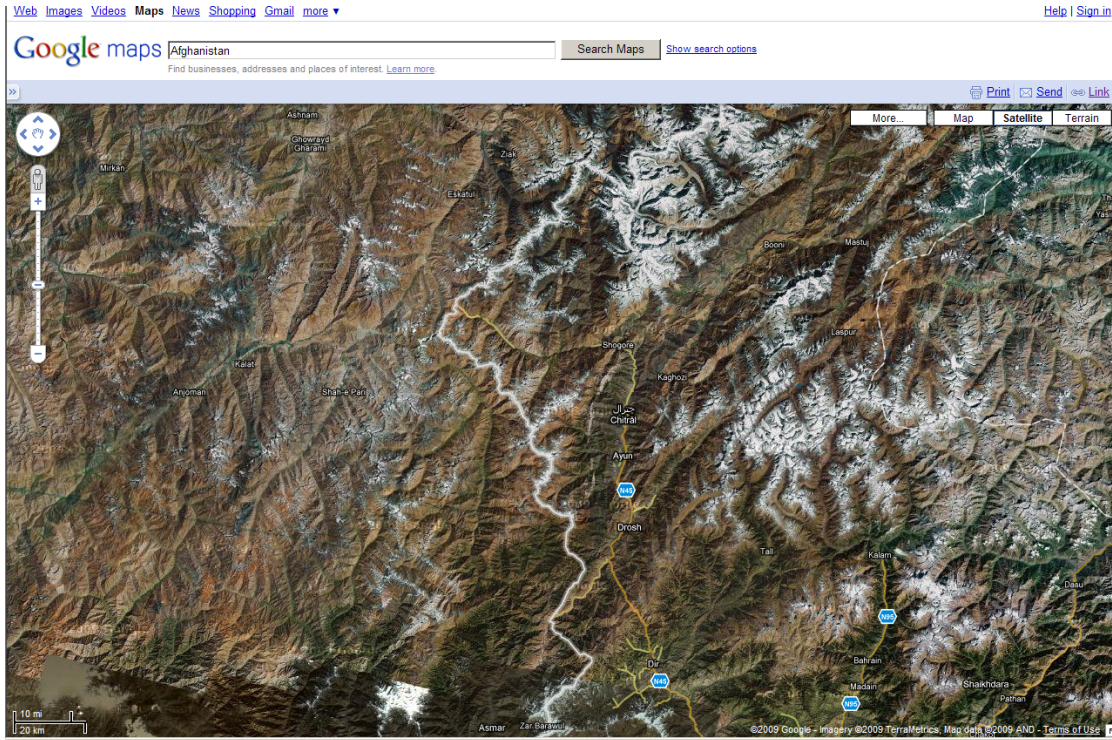 Web Images Videos Maps News Shopping Gmail more ▼ Help | Sign in
Google maps Afghanistan Search Maps Show search options
Find businesses, addresses and places of interest. Learn more.
» Print Send Link
More... Map Satellite Terrain
Ashnam
Ghowrayd
Gharami
Ziak
Mirkan
Eskatul
Yasi
Booni
Mastuj
Laspur
Shogore
Kalat
Kaghozi
Anjoman
Shah-e Pari
Chitrāl
Ayun
N45
Drosh
Tall
Kalam
Dasu
N95
Bahrain
Dir
N45
Madain
Shaikhdara
Pathan
N95
10 mi
20 km
Asmar Zar Barawul
©2009 Google - Imagery ©2009 TerraMetrics, Map data ©2009 AND - Terms of Use